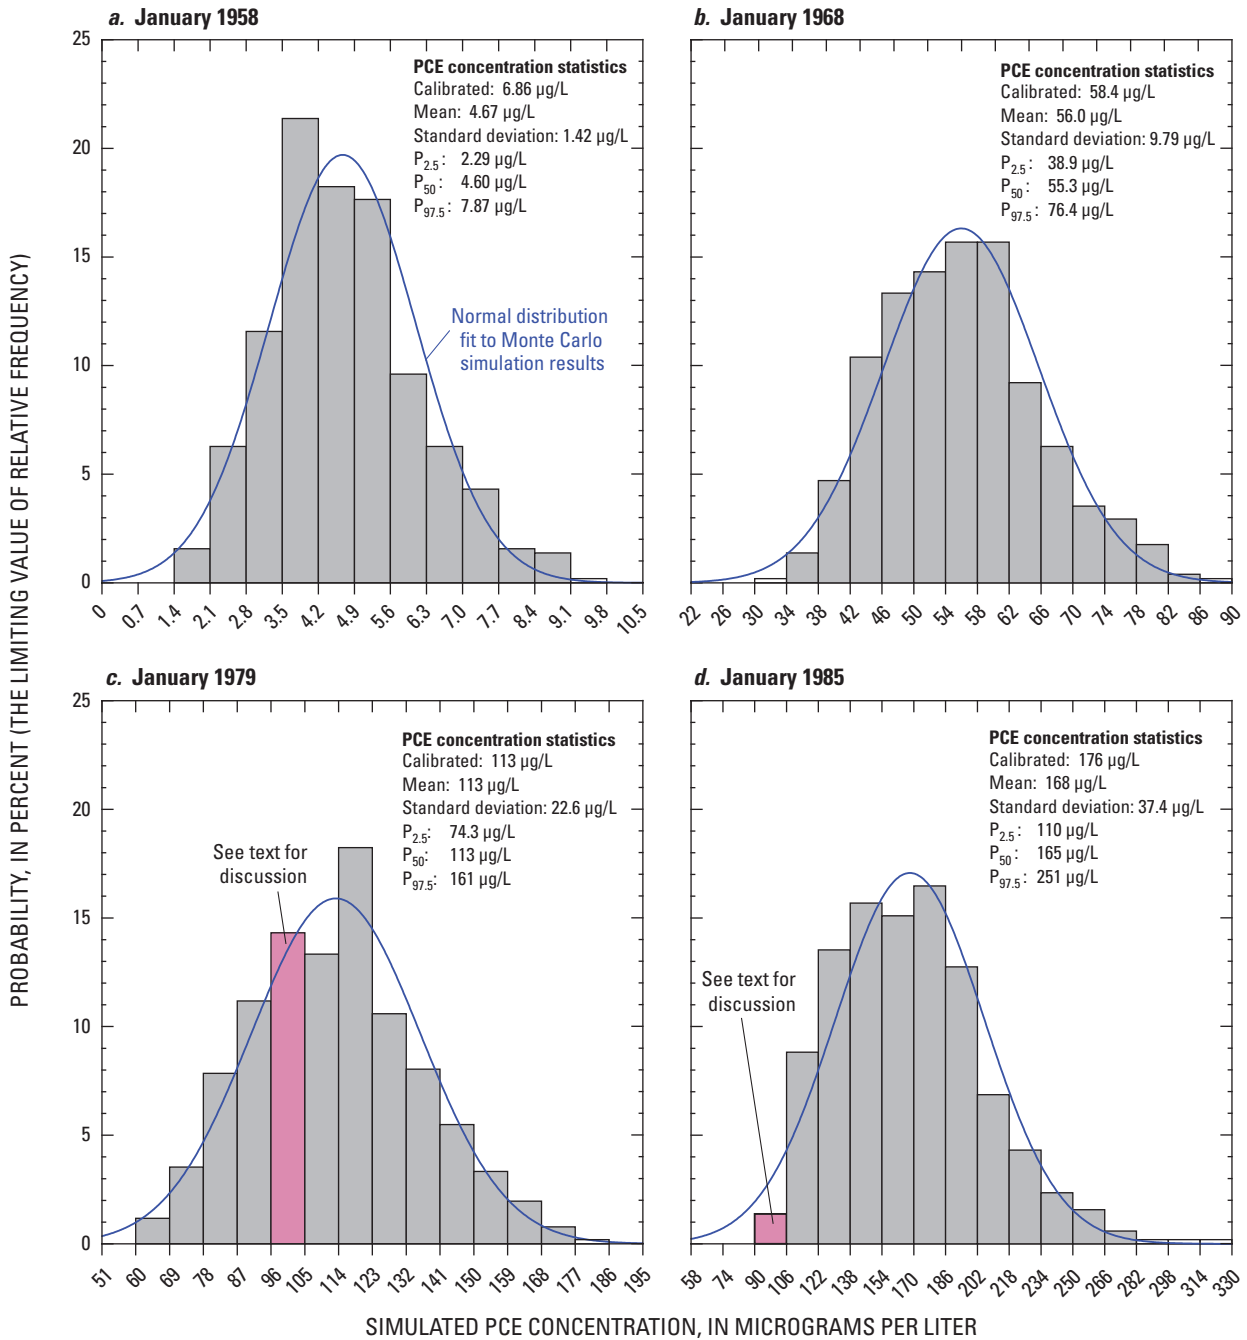 PROBABILITY, IN PERCENT (THE LIMITING VALUE OF RELATIVE FREQUENCY)
a. January 1958
25
20
15
10
5
0
PCE concentration statistics
Calibrated: 6.86 µg/L
Mean: 4.67 µg/L
Standard deviation: 1.42 µg/L
P2.5: 2.29 µg/L
P50: 4.60 µg/L
P97.5: 7.87 µg/L
Normal distribution
fit to Monte Carlo
simulation results
0 0.7 1.4 2.1 2.8 3.5 4.2 4.9 5.6 6.3 7.0 7.7 8.4 9.1 9.8 10.5
b. January 1968
PCE concentration statistics
Calibrated: 58.4 µg/L
Mean: 56.0 µg/L
Standard deviation: 9.79 µg/L
P2.5: 38.9 µg/L
P50: 55.3 µg/L
P97.5: 76.4 µg/L
22 26 30 34 38 42 46 50 54 58 62 66 70 74 78 82 86 90
c. January 1979
25
20
15
10
5
0
PCE concentration statistics
Calibrated: 113 µg/L
Mean: 113 µg/L
Standard deviation: 22.6 µg/L
P2.5: 74.3 µg/L
P50: 113 µg/L
P97.5: 161 µg/L
See text for
discussion
51 60 69 78 87 96 105 114 123 132 141 150 159 168 177 186 195
d. January 1985
PCE concentration statistics
Calibrated: 176 µg/L
Mean: 168 µg/L
Standard deviation: 37.4 µg/L
P2.5: 110 µg/L
P50: 165 µg/L
P97.5: 251 µg/L
See text for
discussion
58 74 90 106 122 138 154 170 186 202 218 234 250 266 282 298 314 330
SIMULATED PCE CONCENTRATION, IN MICROGRAMS PER LITER